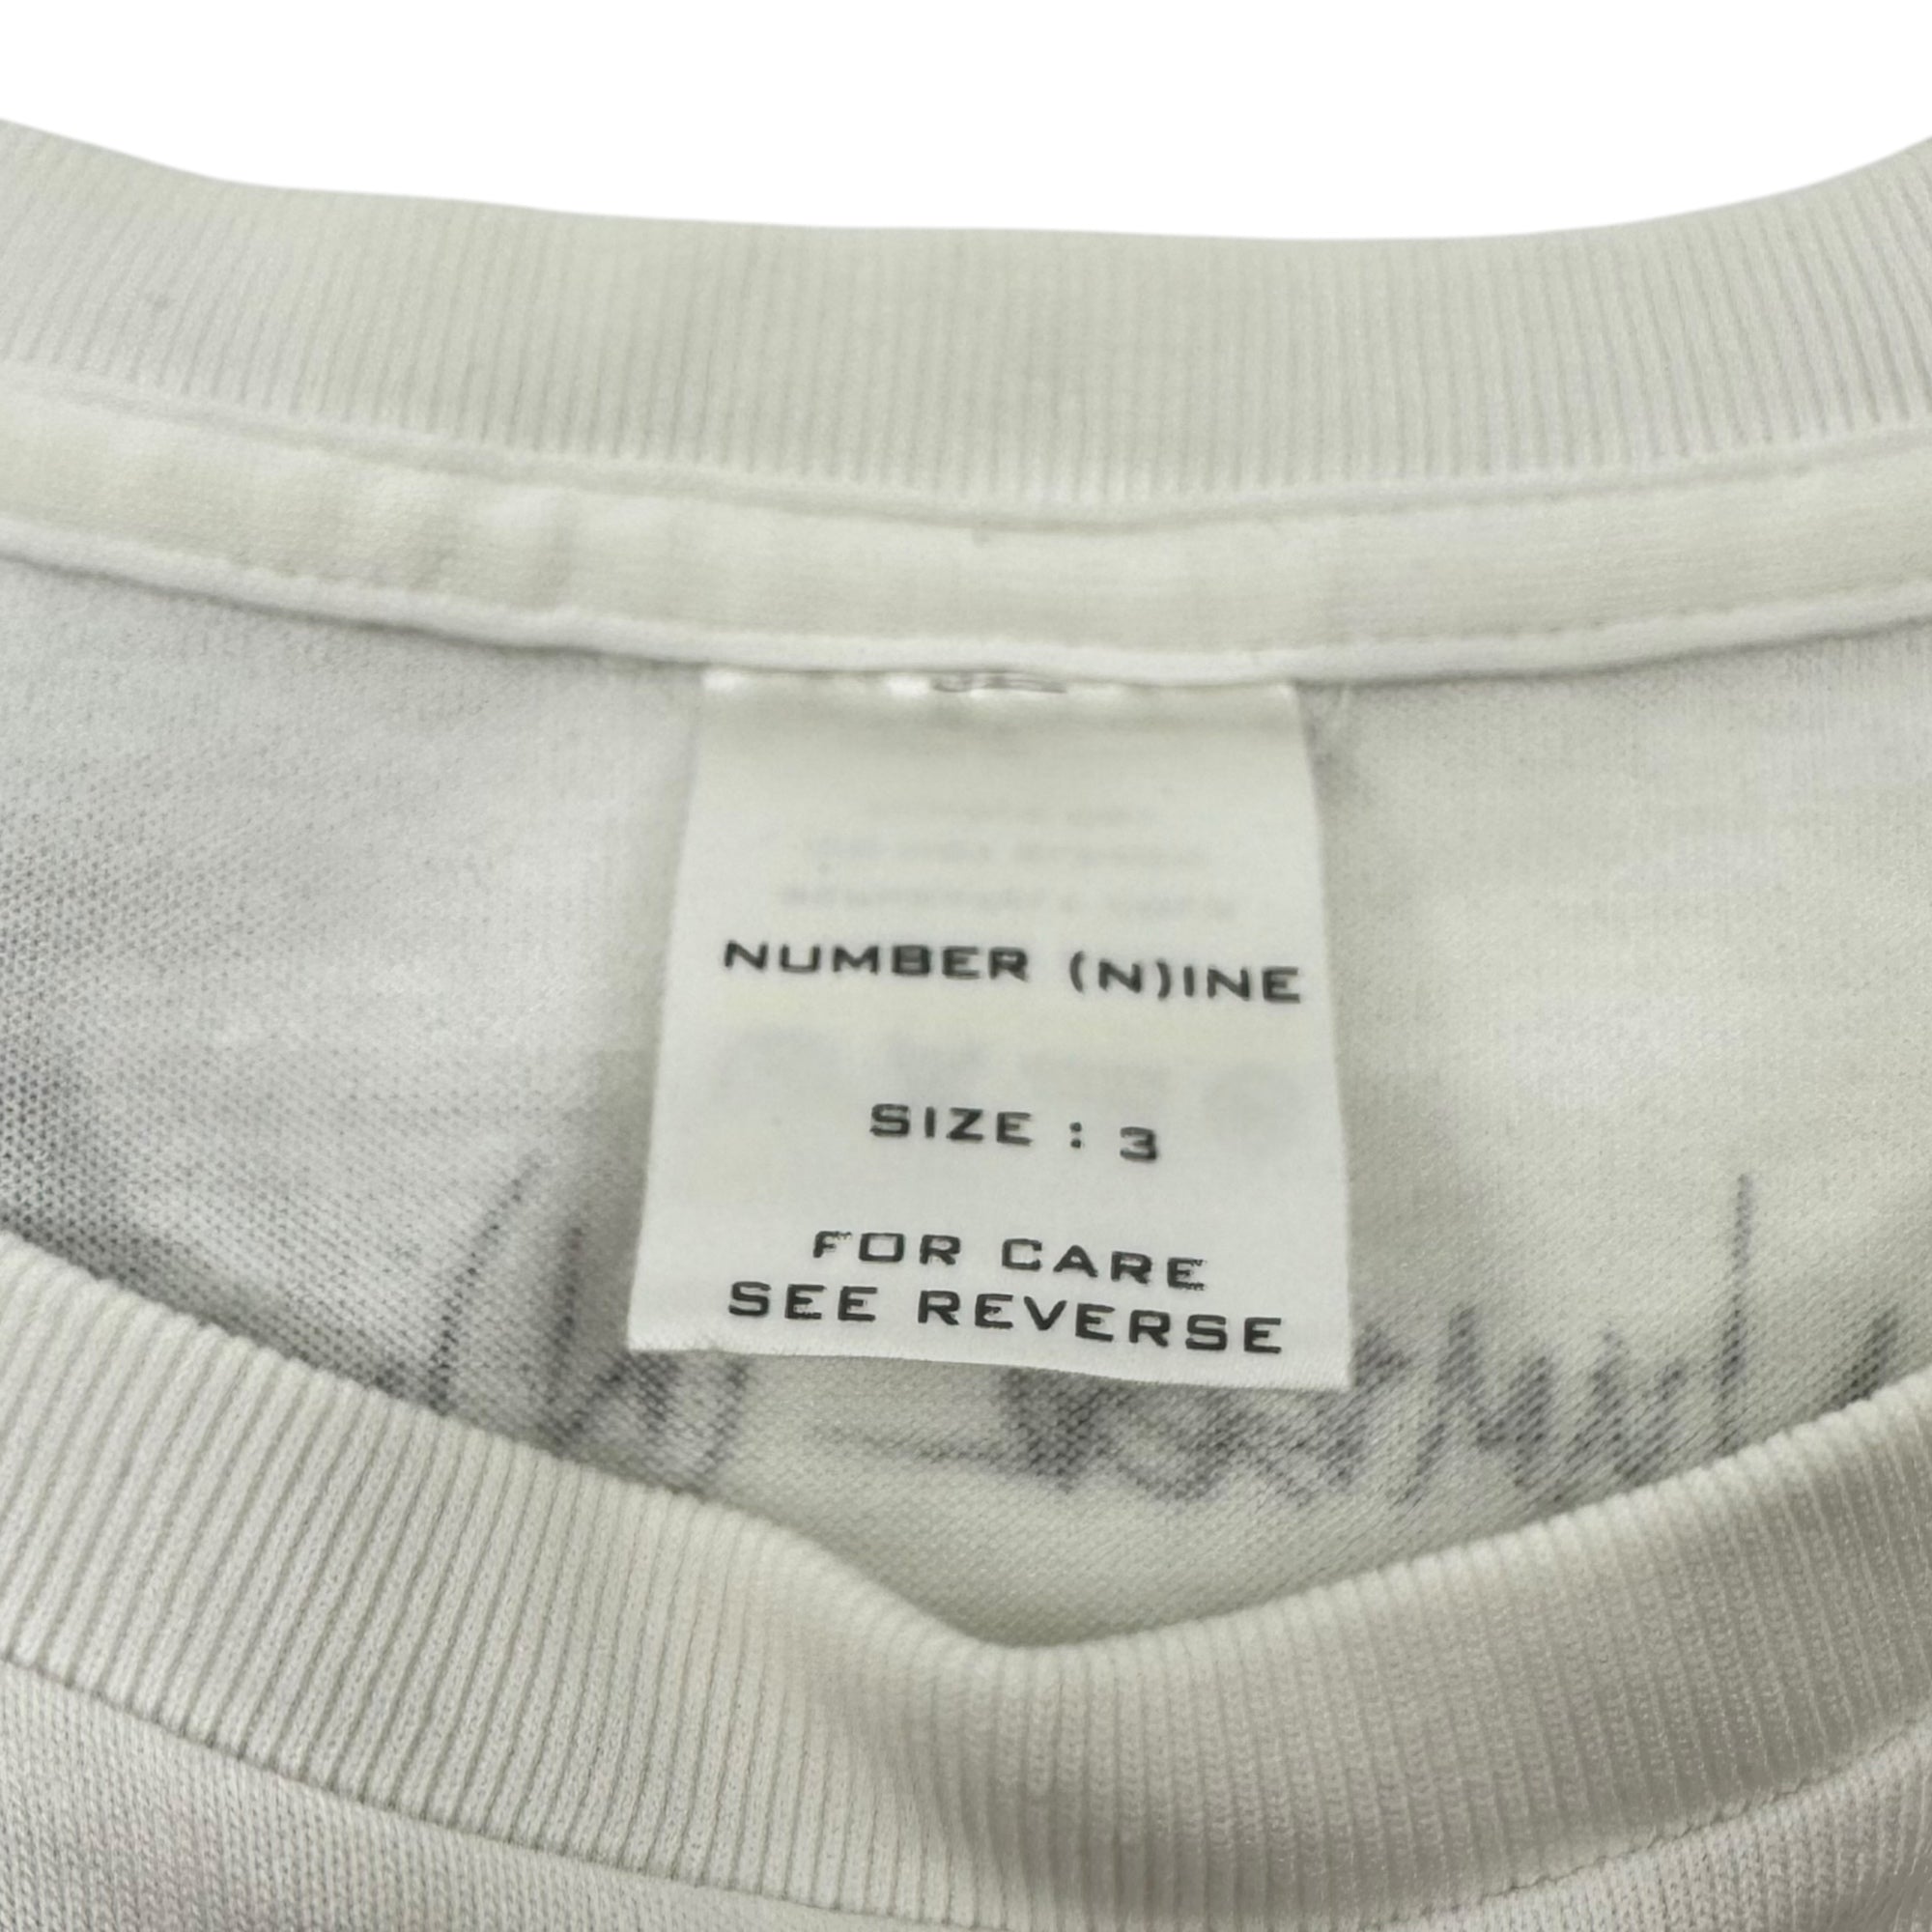 NUMBER (N)INE
SIZE : 3
FOR CARE
SEE REVERSE